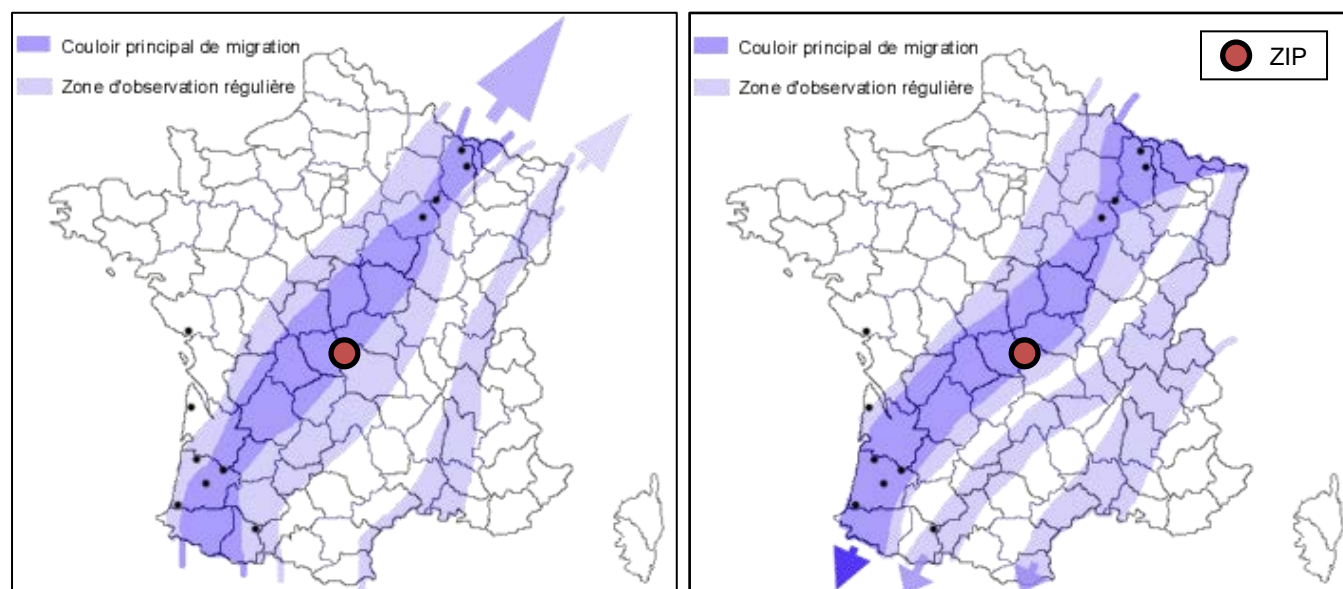 Couloir principal de migration
Zone d'observation régulière
Couloir principal de migration
Zone d'observation régulière
ZIP